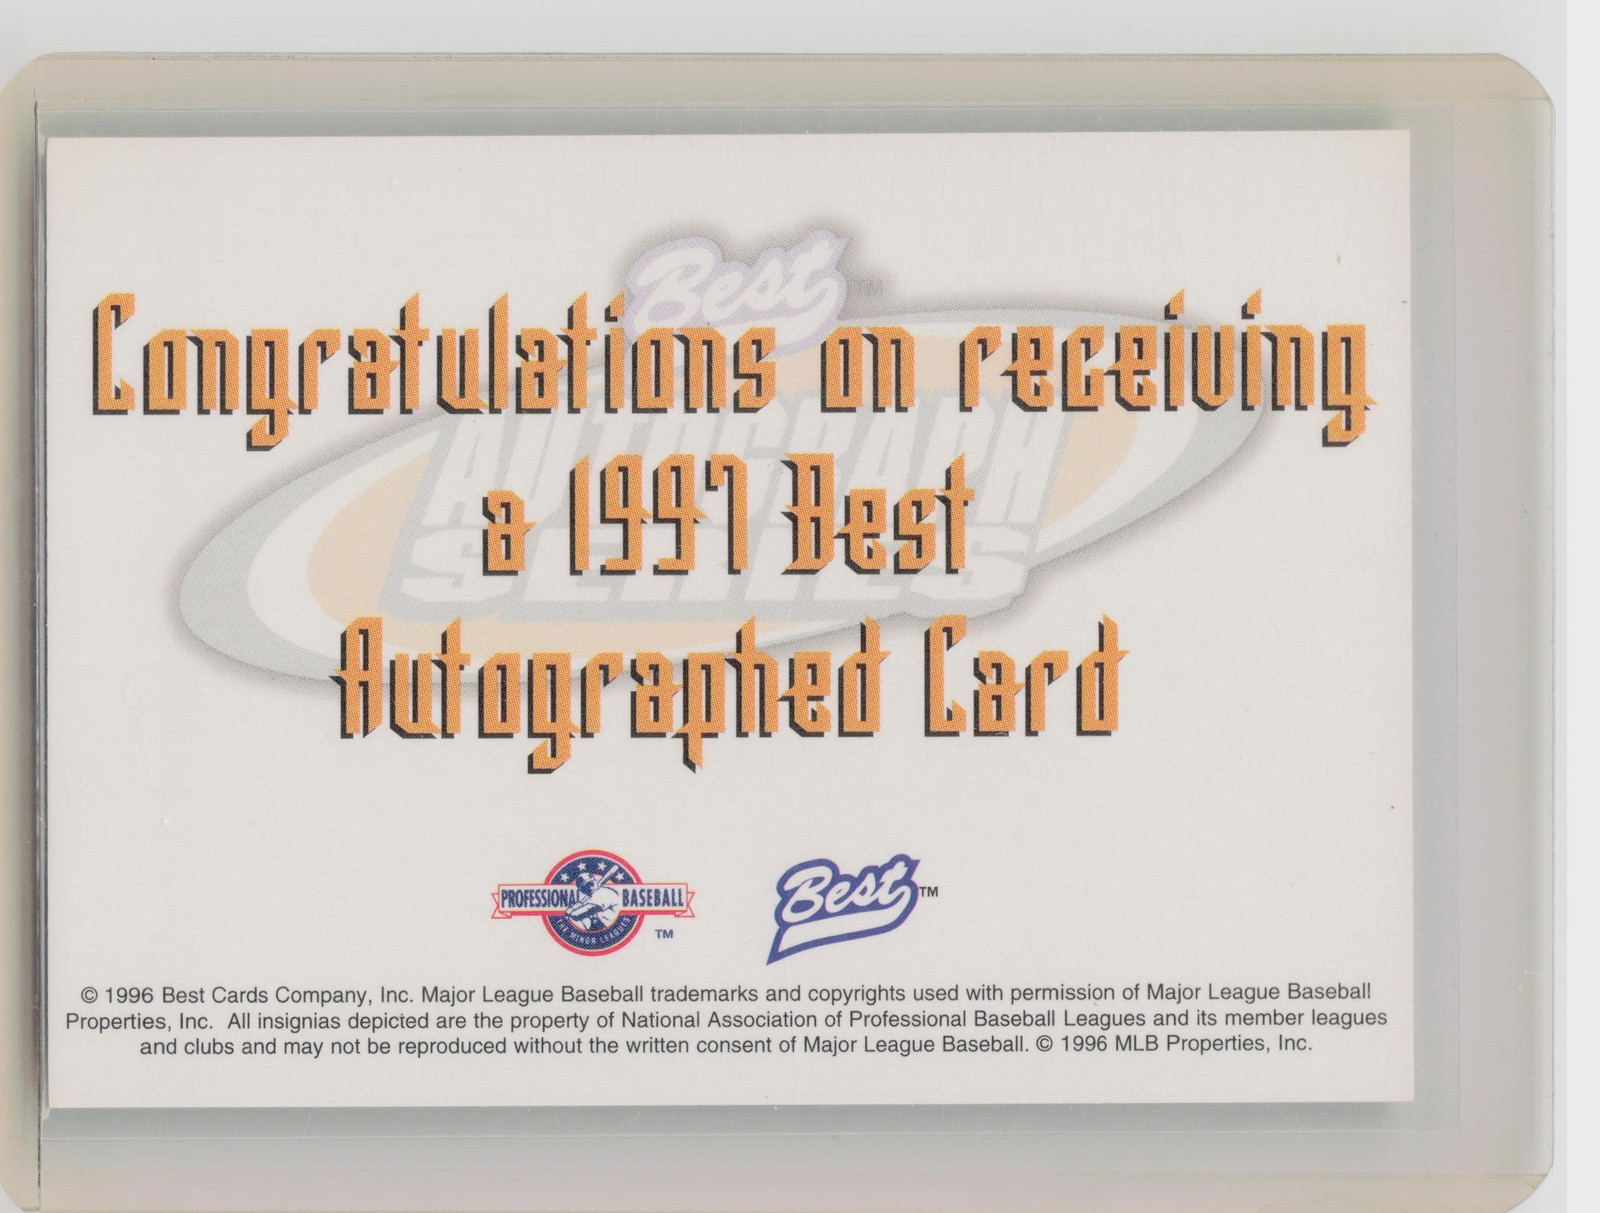 Best
Congratulations on receiving
AUTOGRAPH
a 1997 Best
SERIES
Autographed Card
PROFESSIONAL BASEBALL
THE MINOR LEAGUES
TM
Best TM
© 1996 Best Cards Company, Inc. Major League Baseball trademarks and copyrights used with permission of Major League Baseball
Properties, Inc. All insignias depicted are the property of National Association of Professional Baseball Leagues and its member leagues
and clubs and may not be reproduced without the written consent of Major League Baseball. © 1996 MLB Properties, Inc.